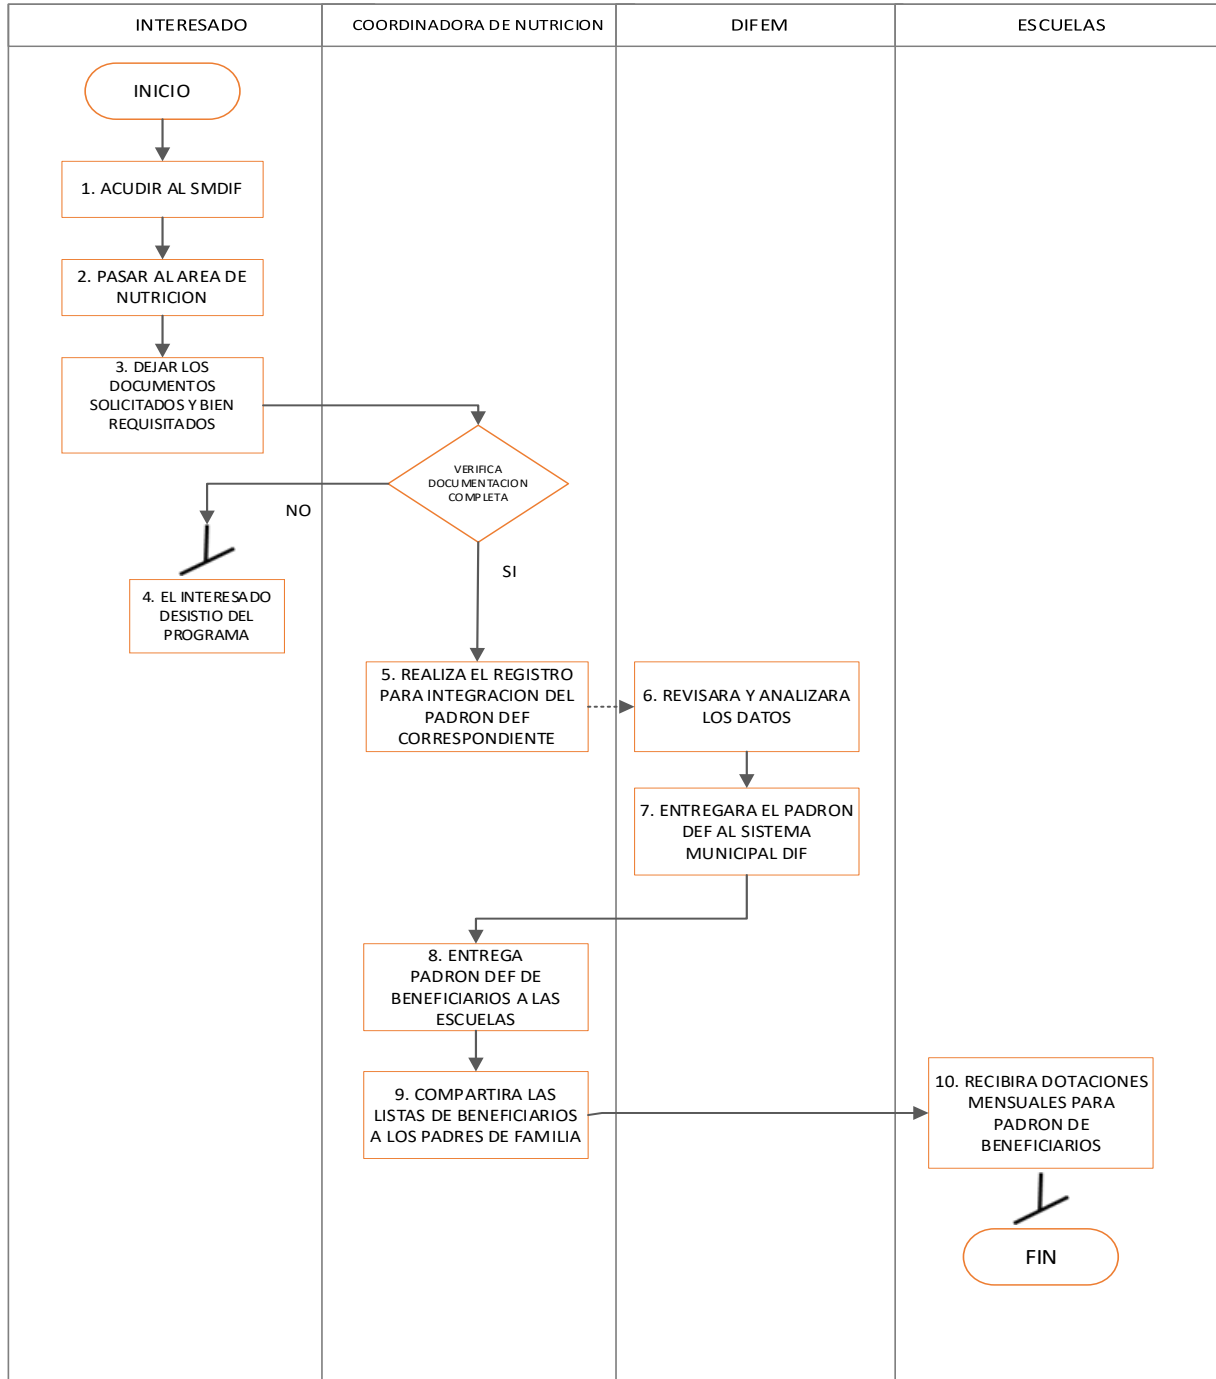 INTERESADO
COORDINADORA DE NUTRICION
DIFEM
ESCUELAS
INICIO
1. ACUDIR AL SMDIF
2. PASAR AL AREA DE
NUTRICION
3. DEJAR LOS
DOCUMENTOS
SOLICITADOS Y BIEN
REQUISITADOS
VERIFICA
DOCUMENTACION
COMPLETA
NO
SI
4. EL INTERESADO
DESISTIO DEL
PROGRAMA
5. REALIZA EL REGISTRO
PARA INTEGRACION DEL
PADRON DEF
CORRESPONDIENTE
6. REVISARA Y ANALIZARA
LOS DATOS
7. ENTREGARA EL PADRON
DEF AL SISTEMA
MUNICIPAL DIF
8. ENTREGA
PADRON DEF DE
BENEFICIARIOS A LAS
ESCUELAS
9. COMPARTIRA LAS
LISTAS DE BENEFICIARIOS
A LOS PADRES DE FAMILIA
10. RECIBIRA DOTACIONES
MENSUALES PARA
PADRON DE
BENEFICIARIOS
FIN